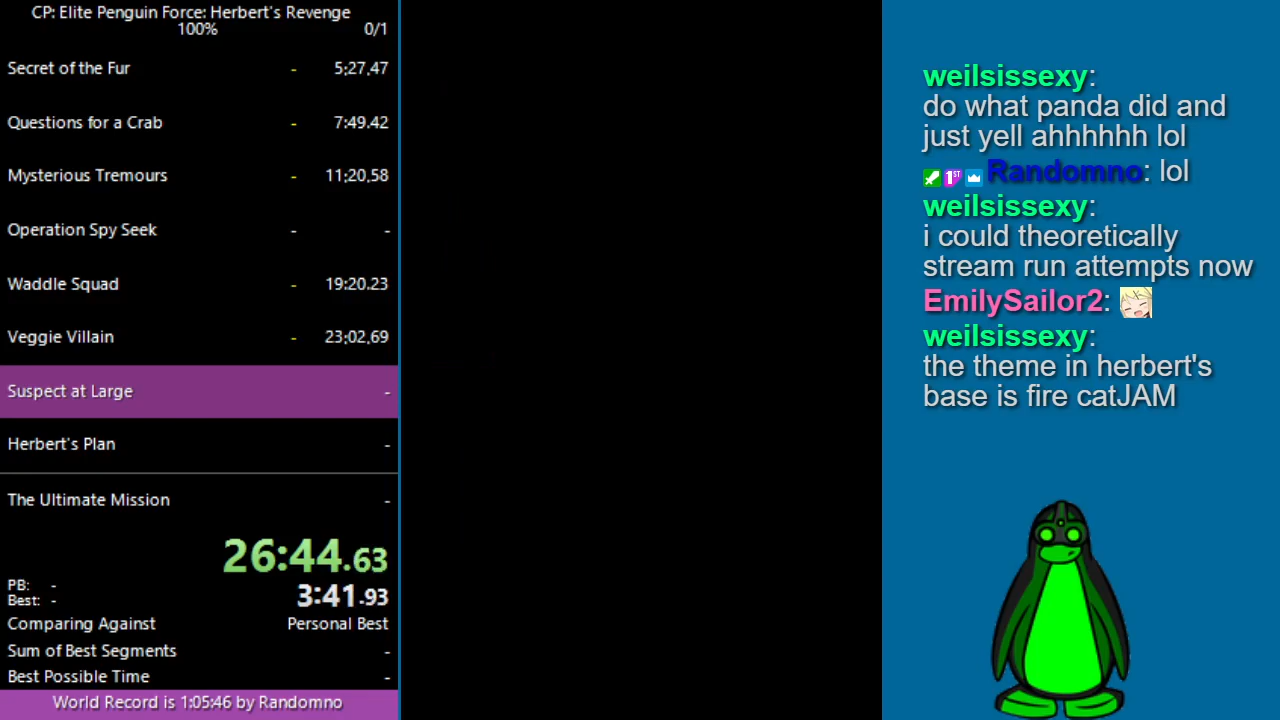 CP: Elite Penguin Force: Herbert's Revenge
100% 0/1
Secret of the Fur - 5:27.47
Questions for a Crab - 7:49.42
Mysterious Tremours - 11:20.58
Operation Spy Seek - -
Waddle Squad - 19:20.23
Veggie Villain - 23:02.69
Suspect at Large -
Herbert's Plan -
The Ultimate Mission -
26:44.63
PB: -
Best: -
3:41.93
Comparing Against Personal Best
Sum of Best Segments -
Best Possible Time -
World Record is 1:05:46 by Randomno
weilsissexy:
do what panda did and
just yell ahhhhhh lol
1ST Randomno: lol
weilsissexy:
i could theoretically
stream run attempts now
EmilySailor2:
weilsissexy:
the theme in herbert's
base is fire catJAM